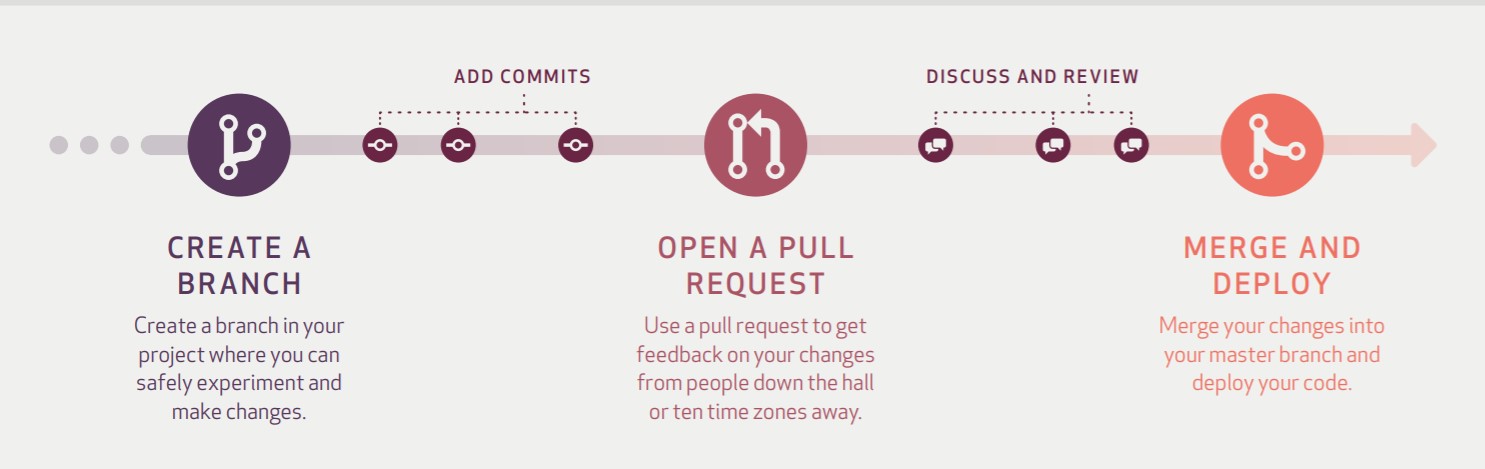 ADD COMMITS
DISCUSS AND REVIEW
CREATE A
BRANCH
Create a branch in your
project where you can
safely experiment and
make changes.
OPEN A PULL
REQUEST
Use a pull request to get
feedback on your changes
from people down the hall
or ten time zones away.
MERGE AND
DEPLOY
Merge your changes into
your master branch and
deploy your code.